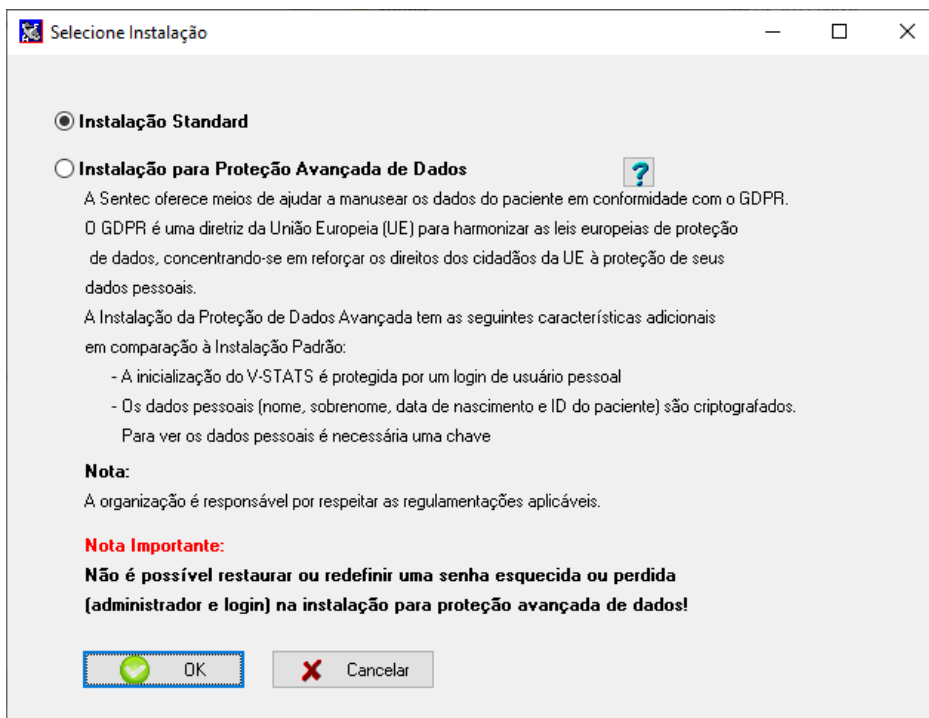 Selecione Instalação
Instalação Standard
Instalação para Proteção Avançada de Dados
?
A Sentec oferece meios de ajudar a manusear os dados do paciente em conformidade com o GDPR.
O GDPR é uma diretriz da União Europeia (UE) para harmonizar as leis europeias de proteção
de dados, concentrando-se em reforçar os direitos dos cidadãos da UE à proteção de seus
dados pessoais.
A Instalação da Proteção de Dados Avançada tem as seguintes características adicionais
em comparação à Instalação Padrão:
- A inicialização do V-STATS é protegida por um login de usuário pessoal
- Os dados pessoais (nome, sobrenome, data de nascimento e ID do paciente) são criptografados.
Para ver os dados pessoais é necessária uma chave
Nota:
A organização é responsável por respeitar as regulamentações aplicáveis.
Nota Importante:
Não é possível restaurar ou redefinir uma senha esquecida ou perdida
(administrador e login) na instalação para proteção avançada de dados!
OK
Cancelar